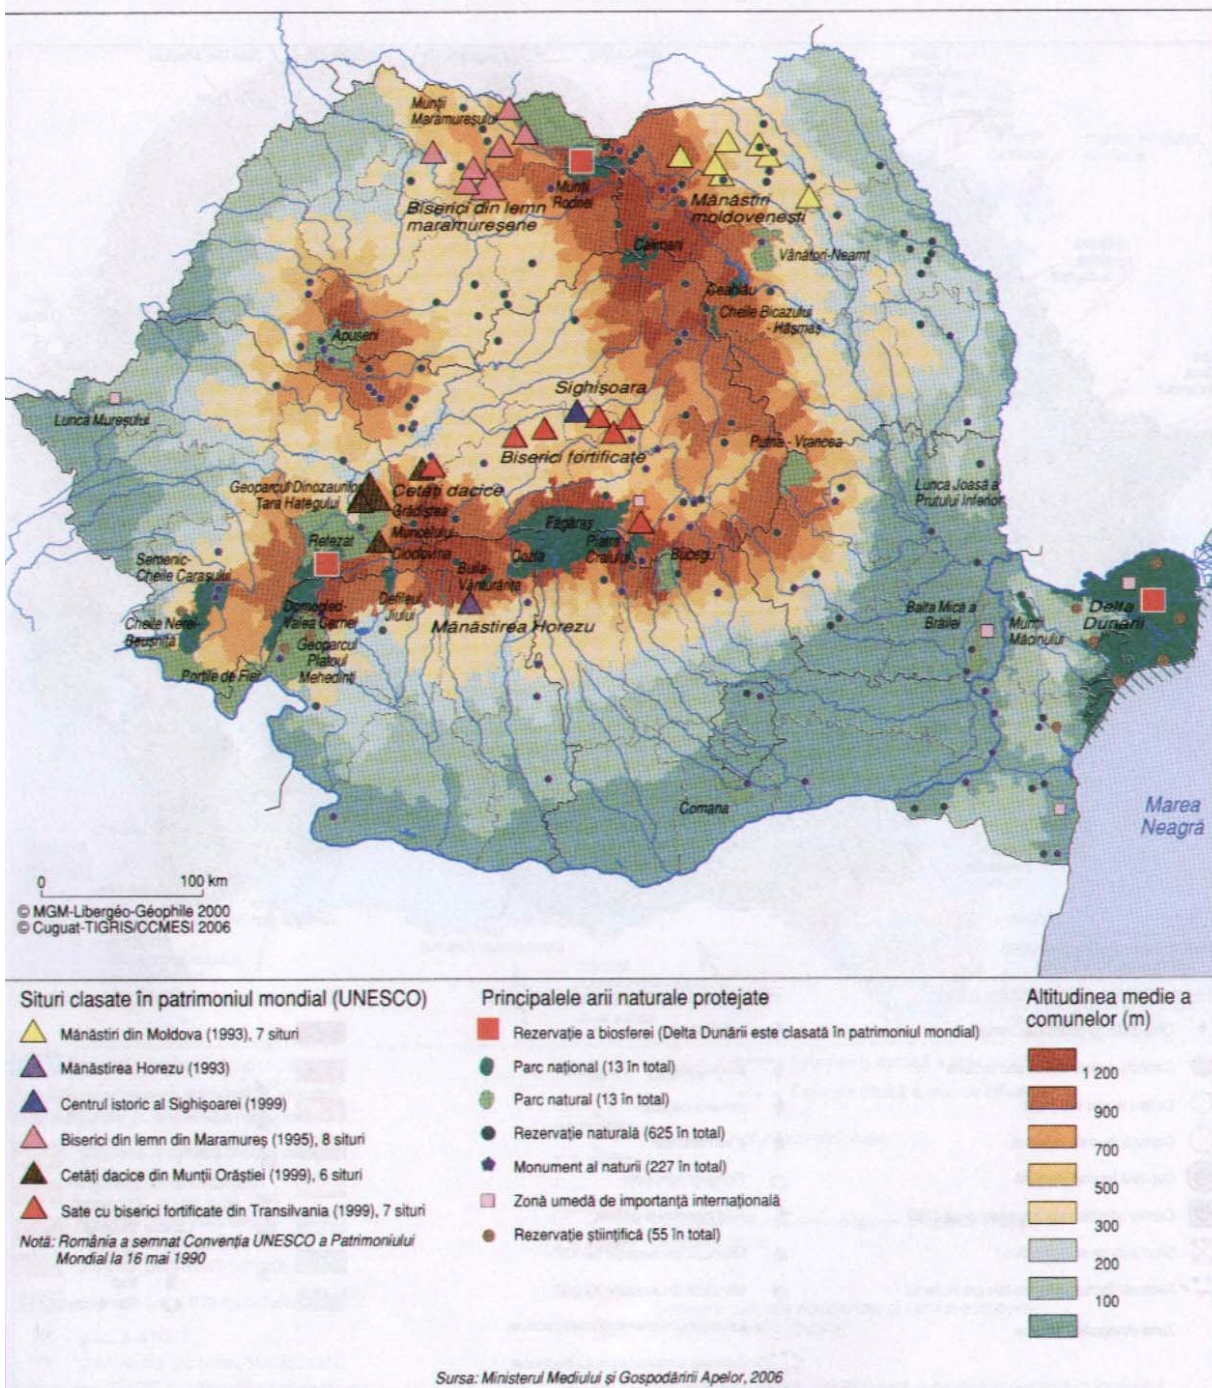 Munții
Maramureșului
Biserici din lemn
maramureșene
Munții
Rodnei
Mănăstiri
moldovenești
Călimani
Vânători-Neamț
Ceahlău
Cheile Bicazului
- Hășmaș
Apuseni
Lunca Mureșului
Sighișoara
Biserici fortificate
Putna - Vrancea
Lunca Joasă a
Prutului Inferior
Geoparcul Dinozaurilor
Țara Hațegului
Cetăți dacice
Grădiștea
Muncelului
Cioclovina
Retezat
Făgăraș
Piatra
Craiului
Bucegi
Cozia
Buila-
Vânturărița
Semenic-
Cheile Carașului
Cheile Nerei-
Beușnița
Domogled-
Valea Cernei
Defileul
Jiului
Mănăstirea Horezu
Geoparcul
Platoul
Mehedinți
Porțile de Fier
Balta Mică a
Brăilei
Munții
Măcinului
Delta
Dunării
Comana
Marea
Neagră
0 100 km
© MGM-Libergéo-Géophile 2000
© Cuguat-TIGRIS/CCMESI 2006
Situri clasate în patrimoniul mondial (UNESCO)
Mănăstiri din Moldova (1993), 7 situri
Mănăstirea Horezu (1993)
Centrul istoric al Sighișoarei (1999)
Biserici din lemn din Maramureș (1995), 8 situri
Cetăți dacice din Munții Orăștiei (1999), 6 situri
Sate cu biserici fortificate din Transilvania (1999), 7 situri
Notă: România a semnat Convenția UNESCO a Patrimoniului
Mondial la 16 mai 1990
Principalele arii naturale protejate
Rezervație a biosferei (Delta Dunării este clasată în patrimoniul mondial)
Parc național (13 în total)
Parc natural (13 în total)
Rezervație naturală (625 în total)
Monument al naturii (227 în total)
Zonă umedă de importanță internațională
Rezervație științifică (55 în total)
Altitudinea medie a
comunelor (m)
1 200
900
700
500
300
200
100
Sursa: Ministerul Mediului și Gospodăririi Apelor, 2006